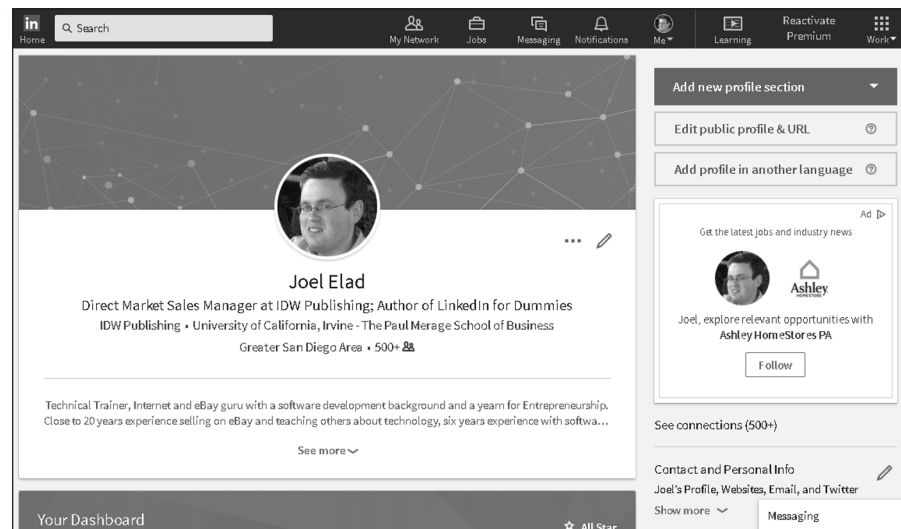 in
Home
Search
My Network
Jobs
Messaging
Notifications
Me
Learning
Reactivate
Premium
Work
Joel Elad
Direct Market Sales Manager at IDW Publishing; Author of LinkedIn for Dummies
IDW Publishing • University of California, Irvine - The Paul Merage School of Business
Greater San Diego Area • 500+
Technical Trainer, Internet and eBay guru with a software development background and a yearn for Entrepreneurship.
Close to 20 years experience selling on eBay and teaching others about technology, six years experience with softwa...
See more
Your Dashboard
All Star
Add new profile section
Edit public profile & URL
Add profile in another language
Ad
Get the latest jobs and industry news
Ashley
HOMESTORE
Joel, explore relevant opportunities with
Ashley HomeStores PA
Follow
See connections (500+)
Contact and Personal Info
Joel's Profile, Websites, Email, and Twitter
Show more
Messaging